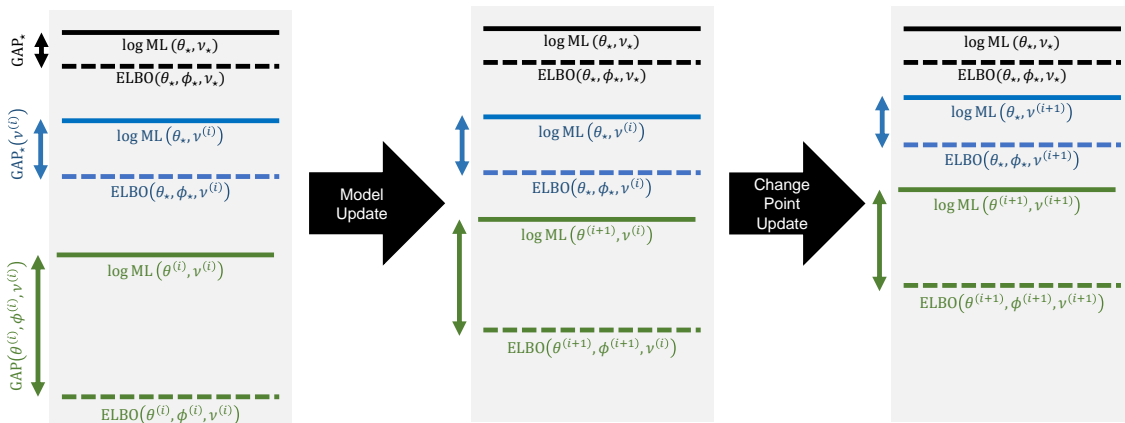 GAP⋆
log ML (θ⋆, ν⋆)
ELBO(θ⋆, ϕ⋆, ν⋆)
GAP⋆(ν⁽ⁱ⁾)
log ML (θ⋆, ν⁽ⁱ⁾)
ELBO(θ⋆, ϕ⋆, ν⁽ⁱ⁾)
GAP(θ⁽ⁱ⁾, ϕ⁽ⁱ⁾, ν⁽ⁱ⁾)
log ML (θ⁽ⁱ⁾, ν⁽ⁱ⁾)
ELBO(θ⁽ⁱ⁾, ϕ⁽ⁱ⁾, ν⁽ⁱ⁾)
Model
Update
log ML (θ⋆, ν⋆)
ELBO(θ⋆, ϕ⋆, ν⋆)
log ML (θ⋆, ν⁽ⁱ⁾)
ELBO(θ⋆, ϕ⋆, ν⁽ⁱ⁾)
log ML (θ⁽ⁱ⁺¹⁾, ν⁽ⁱ⁾)
ELBO(θ⁽ⁱ⁺¹⁾, ϕ⁽ⁱ⁺¹⁾, ν⁽ⁱ⁾)
Change
Point
Update
log ML (θ⋆, ν⋆)
ELBO(θ⋆, ϕ⋆, ν⋆)
log ML (θ⋆, ν⁽ⁱ⁺¹⁾)
ELBO(θ⋆, ϕ⋆, ν⁽ⁱ⁺¹⁾)
log ML (θ⁽ⁱ⁺¹⁾, ν⁽ⁱ⁺¹⁾)
ELBO(θ⁽ⁱ⁺¹⁾, ϕ⁽ⁱ⁺¹⁾, ν⁽ⁱ⁺¹⁾)